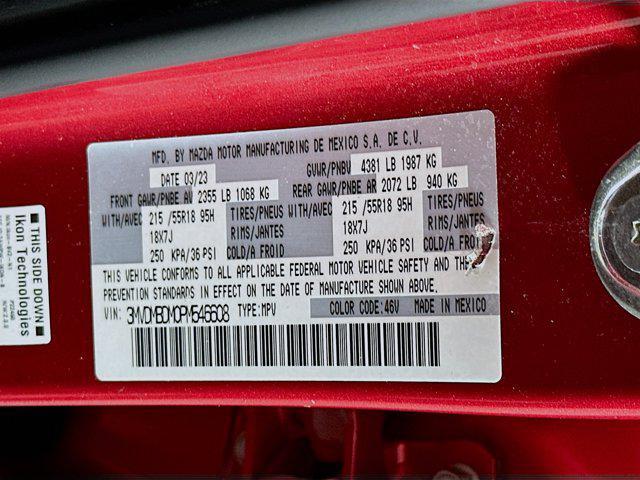 MFD. BY MAZDA MOTOR MANUFACTURING DE MEXICO S.A. DE C.V.
DATE 03/23 GVWR/PNBV 4381 LB 1987 KG
FRONT GAWR/PNBE AV 2355 LB 1068 KG REAR GAWR/PNBE AR 2072 LB 940 KG
WITH/AVEC 215 /55R18 95H TIRES/PNEUS WITH/AVEC 215 /55R18 95H TIRES/PNEUS
18X7J RIMS/JANTES 18X7J RIMS/JANTES
250 KPA/36 PSI COLD/A FROID 250 KPA/36 PSI COLD/A FROID
THIS VEHICLE CONFORMS TO ALL APPLICABLE FEDERAL MOTOR VEHICLE SAFETY AND THEFT
PREVENTION STANDARDS IN EFFECT ON THE DATE OF MANUFACTURE SHOWN ABOVE.
VIN: 3MVDMBDM0PM546608 TYPE:MPV COLOR CODE:46V MADE IN MEXICO
THIS SIDE DOWN
Ikon Technologies